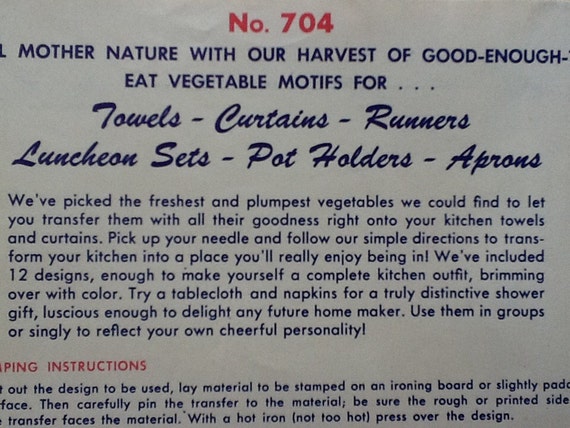 No. 704
L MOTHER NATURE WITH OUR HARVEST OF GOOD-ENOUGH-
EAT VEGETABLE MOTIFS FOR . . .
Towels - Curtains - Runners
Luncheon Sets - Pot Holders - Aprons
We've picked the freshest and plumpest vegetables we could find to let
you transfer them with all their goodness right onto your kitchen towels
and curtains. Pick up your needle and follow our simple directions to trans-
form your kitchen into a place you'll really enjoy being in! We've included
12 designs, enough to make yourself a complete kitchen outfit, brimming
over with color. Try a tablecloth and napkins for a truly distinctive shower
gift, luscious enough to delight any future home maker. Use them in groups
or singly to reflect your own cheerful personality!
PING INSTRUCTIONS
t out the design to be used, lay material to be stamped on an ironing board or slightly padd
rface. Then carefully pin the transfer to the material; be sure the rough or printed side
e transfer faces the material. With a hot iron (not too hot) press over the design.